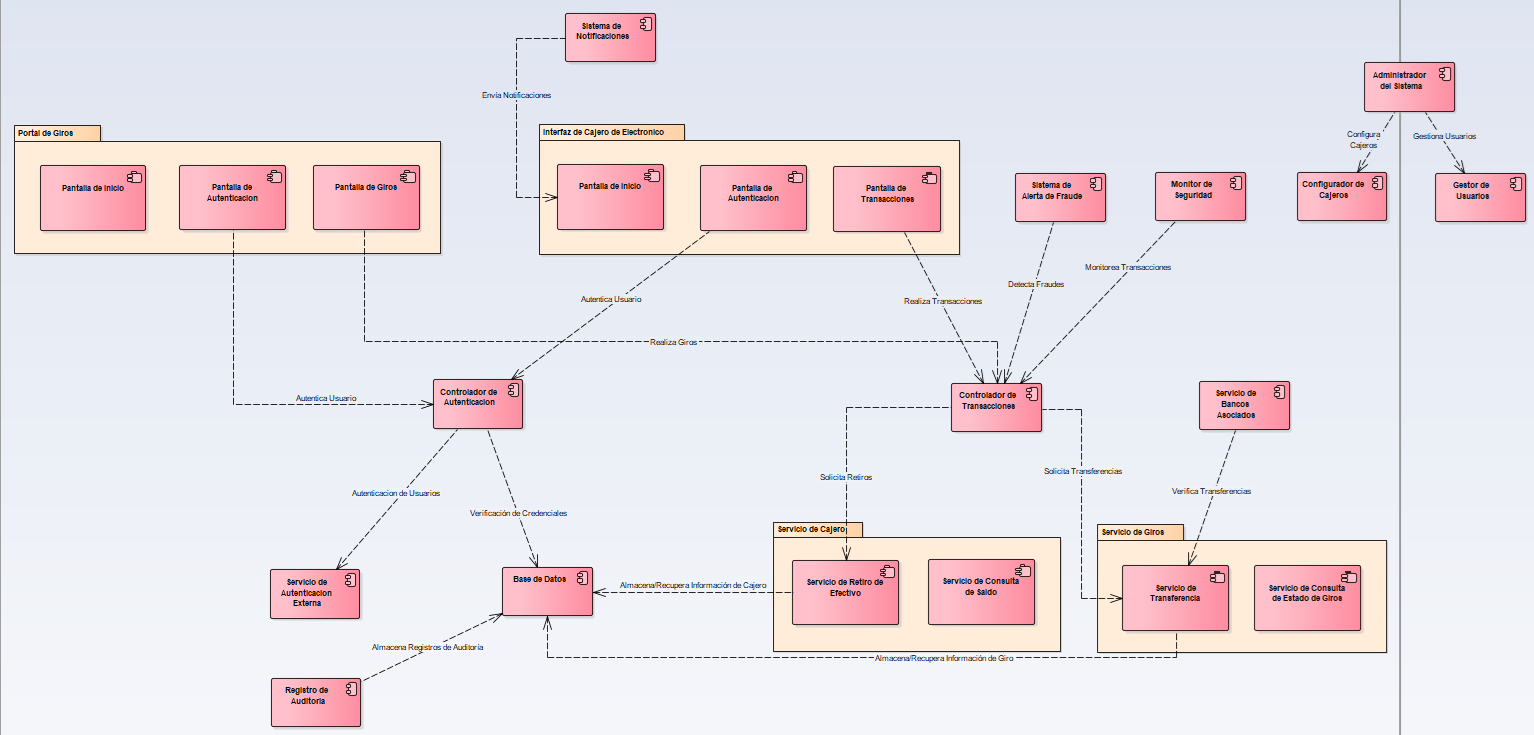 Sistema de
Notificaciones
Envía Notificaciones
Administrador
del Sistema
Configura
Cajeros
Gestiona Usuarios
Portal de Giros
Pantalla de Inicio
Pantalla de
Autenticacion
Pantalla de Giros
Interfaz de Cajero de Electronico
Pantalla de Inicio
Pantalla de
Autenticacion
Pantalla de
Transacciones
Sistema de
Alerta de Fraude
Monitor de
Seguridad
Configurador de
Cajeros
Gestor de
Usuarios
Monitorea Transacciones
Detecta Fraudes
Autentica Usuario
Realiza Transacciones
Realiza Giros
Autentica Usuario
Controlador de
Autenticacion
Controlador de
Transacciones
Servicio de
Bancos
Asociados
Solicita Retiros
Solicita Transferencias
Verifica Transferencias
Autenticacion de Usuarios
Verificación de Credenciales
Servicio de Cajero
Servicio de Retiro de
Efectivo
Servicio de Consulta
de Saldo
Servicio de Giros
Servicio de
Transferencia
Servicio de Consulta
de Estado de Giros
Servicio de
Autenticacion
Externa
Base de Datos
Almacena/Recupera Información de Cajero
Almacena Registros de Auditoría
Almacena/Recupera Información de Giro
Registro de
Auditoría